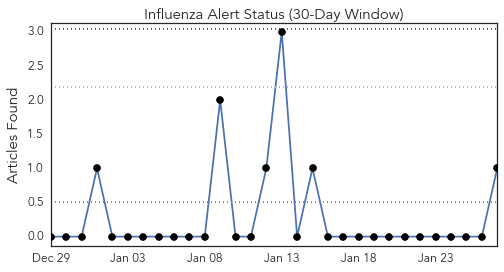 Influenza Alert Status (30-Day Window)
Articles Found
3.0
2.5
2.0
1.5
1.0
0.5
0.0
Dec 29 Jan 03 Jan 08 Jan 13 Jan 18 Jan 23